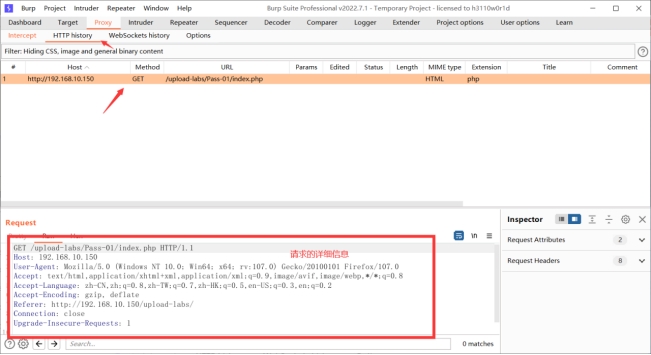 Burp Project Intruder Repeater Window Help Burp Suite Professional v2022.7.1 - Temporary Project - licensed to h3110w0r1d
Dashboard Target Proxy Intruder Repeater Sequencer Decoder Comparer Logger Extender Project options User options Learn
Intercept HTTP history WebSockets history Options
Filter: Hiding CSS, image and general binary content
# Host Method URL Params Edited Status Length MIME type Extension Title Comment
1 http://192.168.10.150 GET /upload-labs/Pass-01/index.php HTML php
Request
Inspector
GET /upload-labs/Pass-01/index.php HTTP/1.1
请求的详细信息
Host: 192.168.10.150
User-Agent: Mozilla/5.0 (Windows NT 10.0; Win64; x64; rv:107.0) Gecko/20100101 Firefox/107.0
Accept: text/html,application/xhtml+xml,application/xml;q=0.9,image/avif,image/webp,*/*;q=0.8
Accept-Language: zh-CN,zh;q=0.8,zh-TW;q=0.7,zh-HK;q=0.5,en-US;q=0.3,en;q=0.2
Accept-Encoding: gzip, deflate
Referer: http://192.168.10.150/upload-labs/
Connection: close
Upgrade-Insecure-Requests: 1
Request Attributes 2
Request Headers 8
Search... 0 matches